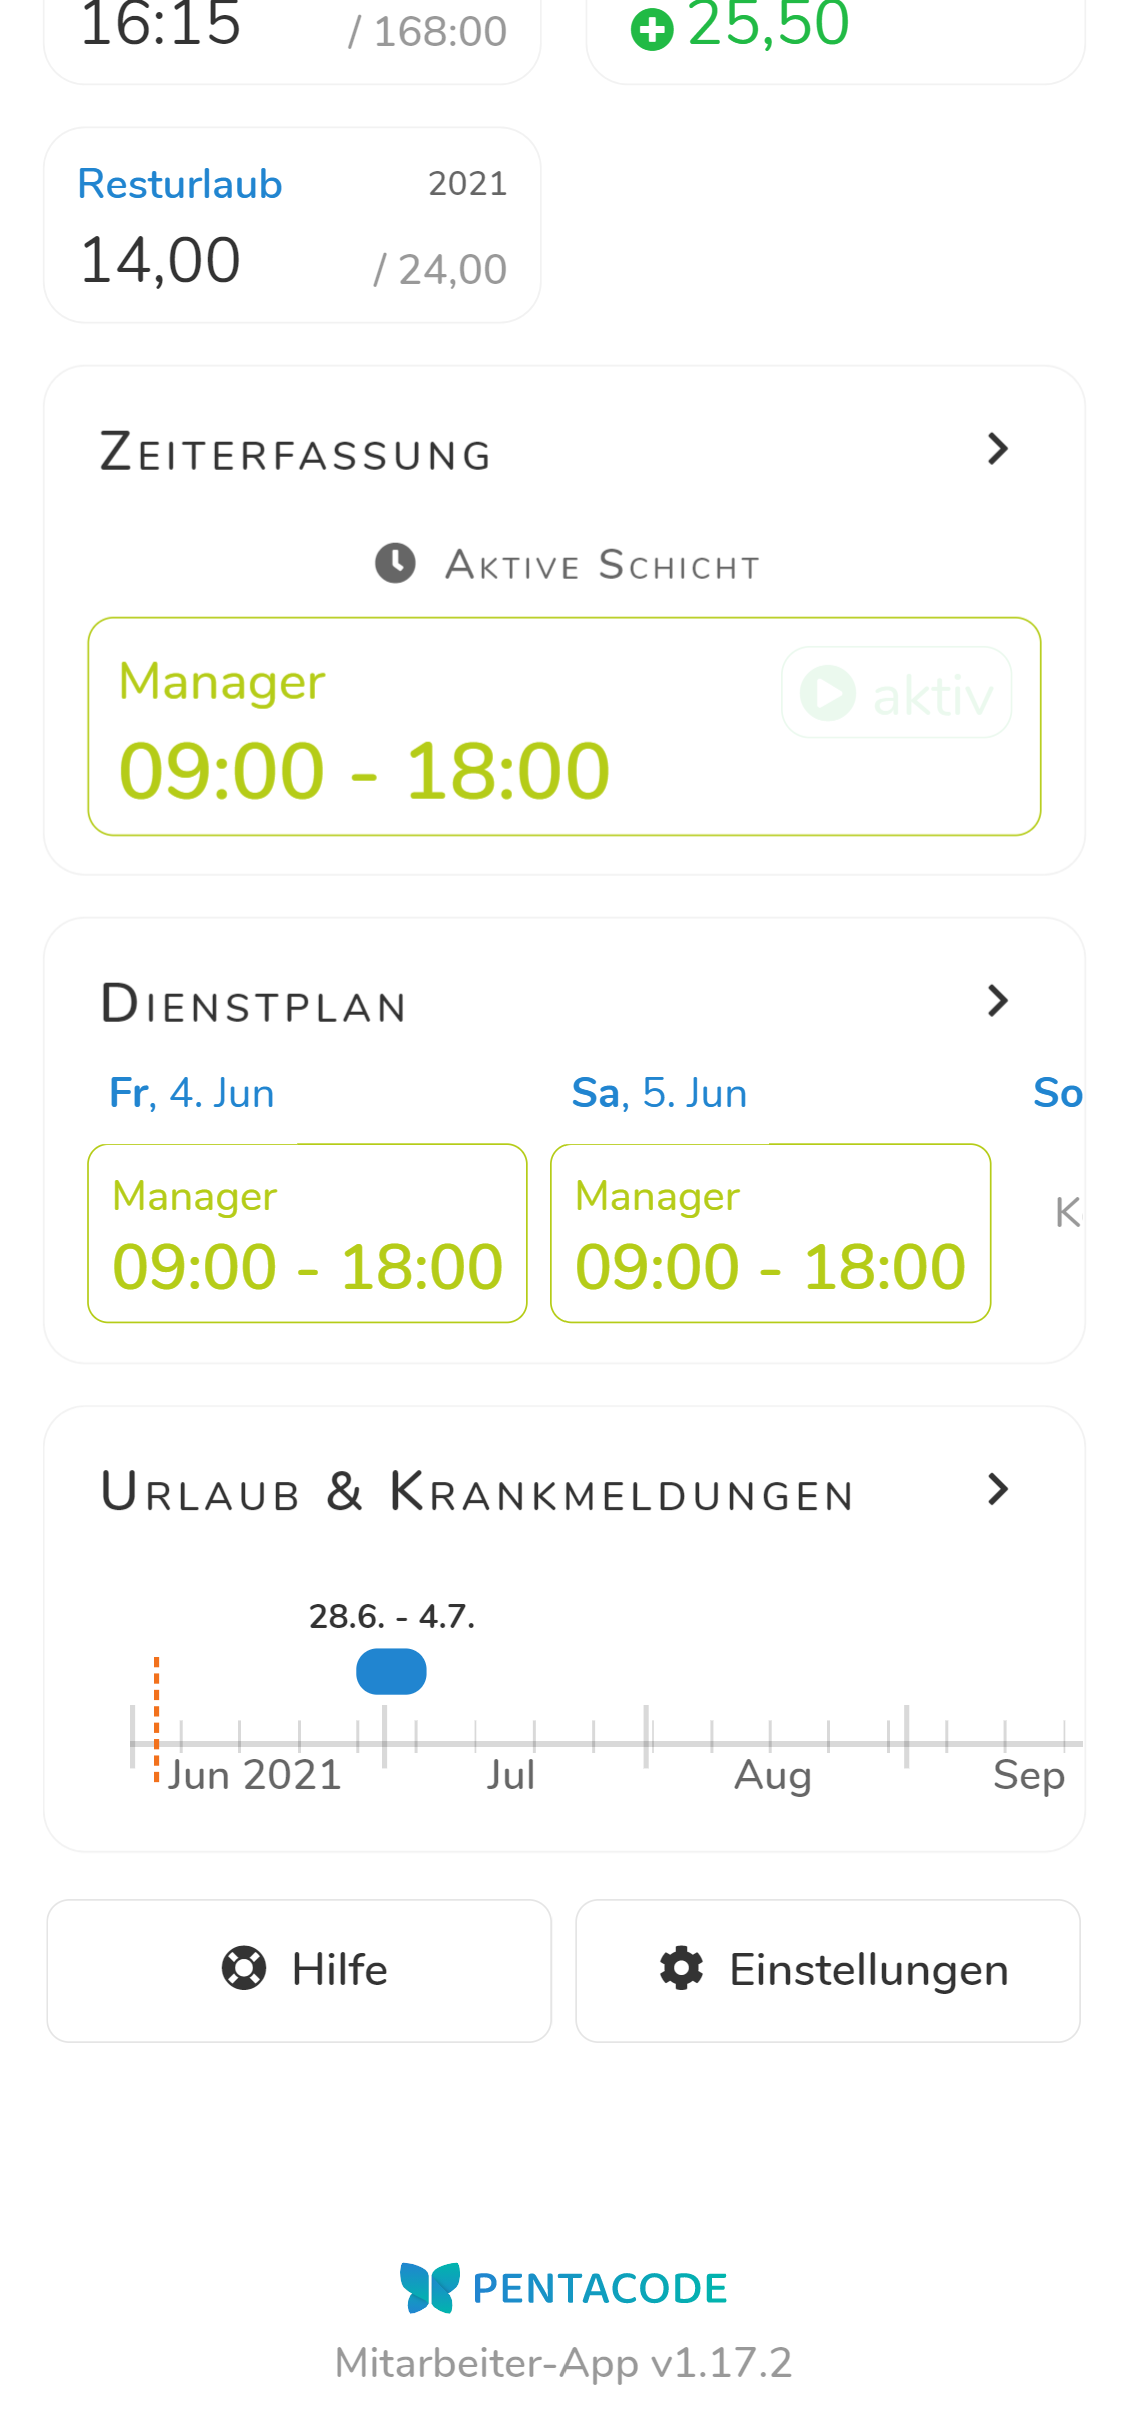 16:15 / 168:00
25,50
Resturlaub 2021
14,00 / 24,00
Zeiterfassung
Aktive Schicht
Manager aktiv
09:00 - 18:00
Dienstplan
Fr, 4. Jun Sa, 5. Jun So
Manager Manager
09:00 - 18:00 09:00 - 18:00
Urlaub & Krankmeldungen
28.6. - 4.7.
Jun 2021 Jul Aug Sep
Hilfe Einstellungen
PENTACODE
Mitarbeiter-App v1.17.2